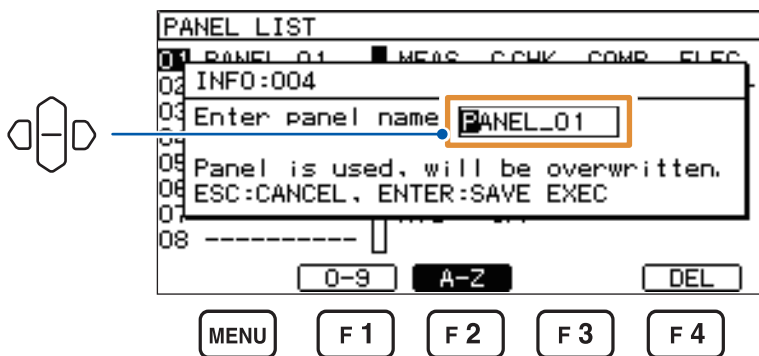 PANEL LIST
01 PANEL 01 MEAS CCHK COMP ELEC
02 INFO:004
03 Enter panel name PANEL_01
05 Panel is used, will be overwritten.
06 ESC:CANCEL, ENTER:SAVE EXEC
07
08 ----------
0-9 A-Z DEL
MENU F1 F2 F3 F4